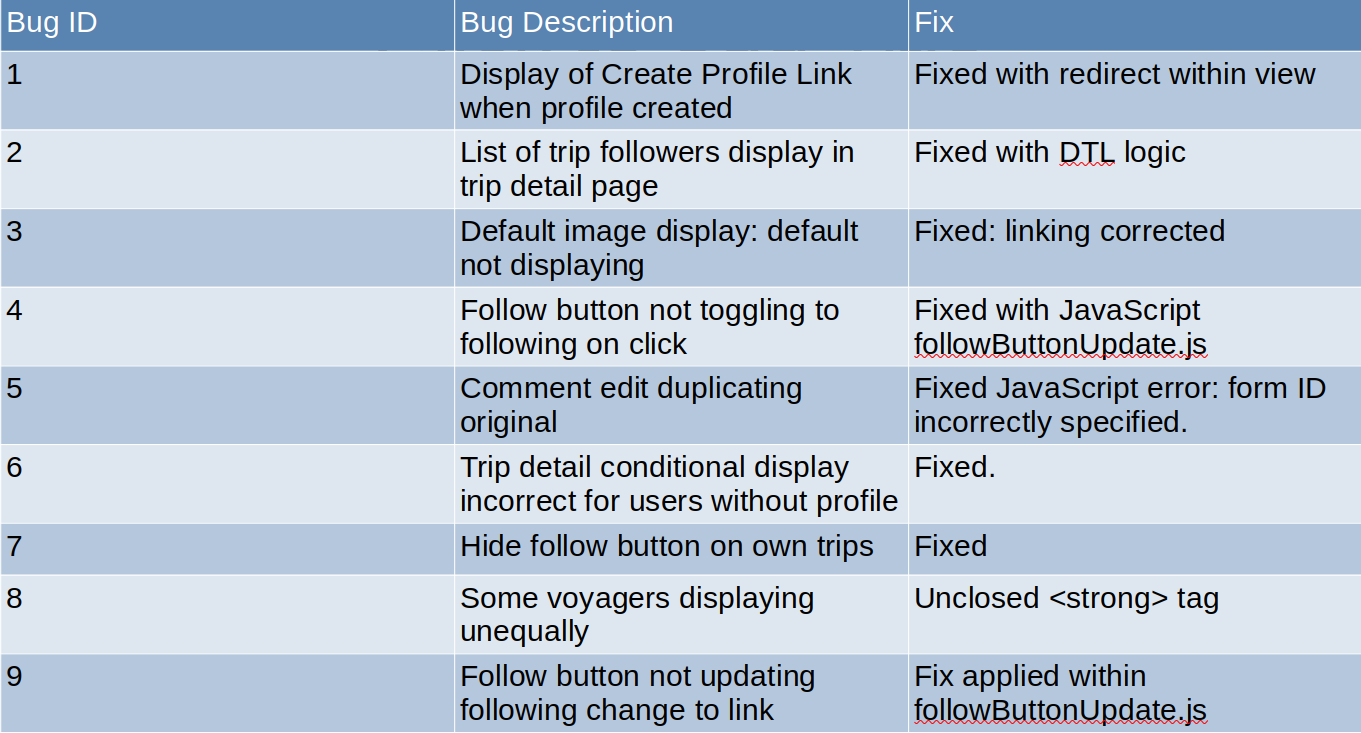 Bug ID Bug Description Fix
1 Display of Create Profile Link Fixed with redirect within view
when profile created
2 List of trip followers display in Fixed with DTL logic
trip detail page
3 Default image display: default Fixed: linking corrected
not displaying
4 Follow button not toggling to Fixed with JavaScript
following on click followButtonUpdate.js
5 Comment edit duplicating Fixed JavaScript error: form ID
original incorrectly specified.
6 Trip detail conditional display Fixed.
incorrect for users without profile
7 Hide follow button on own trips Fixed
8 Some voyagers displaying Unclosed <strong> tag
unequally
9 Follow button not updating Fix applied within
following change to link followButtonUpdate.js